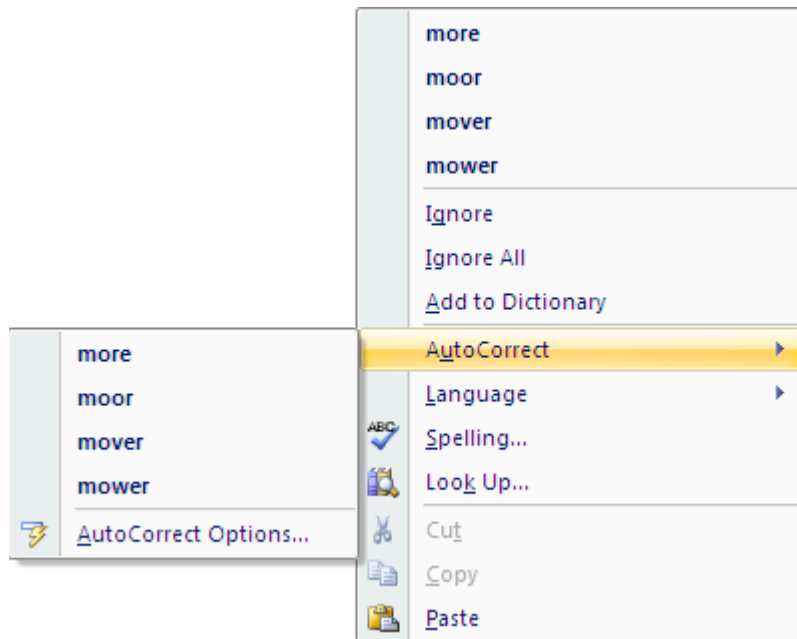 more
moor
mover
mower
Ignore
Ignore All
Add to Dictionary
AutoCorrect
Language
ABC
Spelling...
Look Up...
Cut
Copy
Paste
more
moor
mover
mower
AutoCorrect Options...